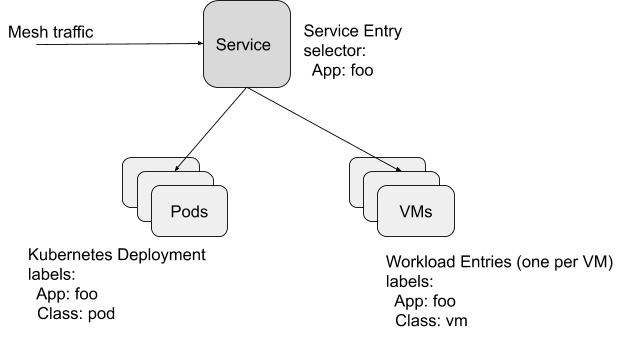 Mesh traffic
Service
Service Entry
selector:
App: foo
Pods
VMs
Kubernetes Deployment
labels:
App: foo
Class: pod
Workload Entries (one per VM)
labels:
App: foo
Class: vm